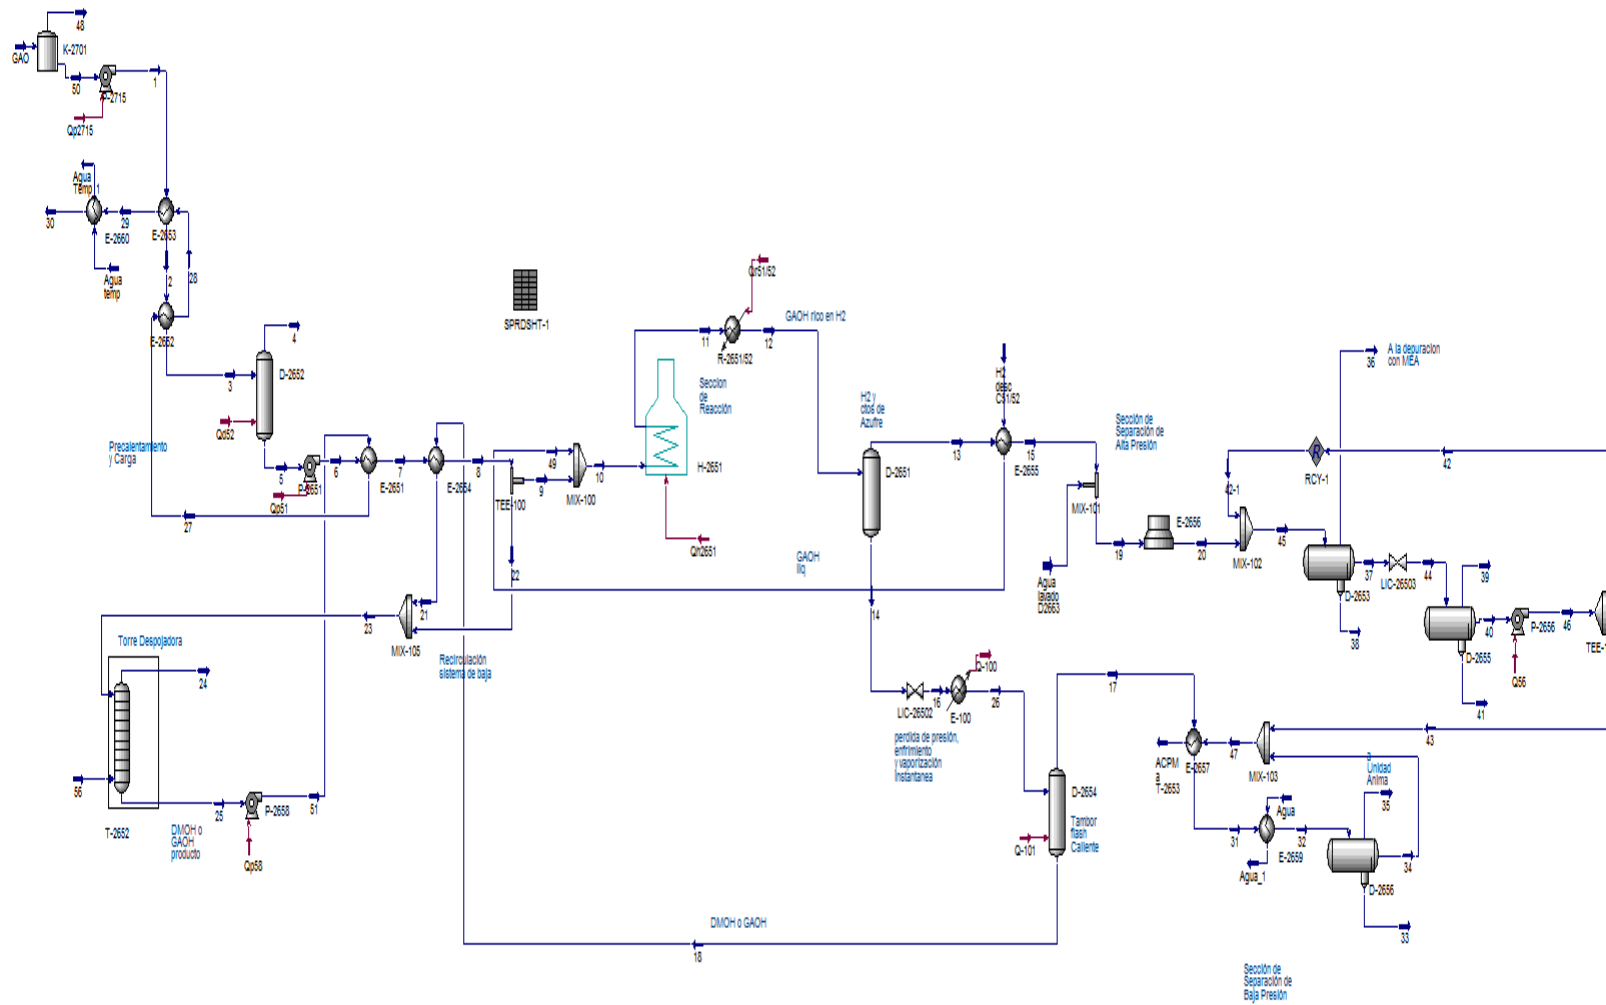 48
GAO
K-2701
50
P-2715
1
Qp2715
Agua
Temp_1
30
29
E-2660
E-2653
Agua
temp
2
28
E-2652
3
4
D-2652
Qd52
Precalentamiento
y Carga
5
P-2651
Qp51
6
E-2651
7
E-2654
8
27
SPRDSHT-1
TEE-100
49
9
MIX-100
10
22
21
23
MIX-105
Recirculación
sistema de baja
Torre Despojadora
24
56
T-2652
25
P-2658
51
Qp58
DMOH o
GAOH
producto
Seccion
de
Reacción
H-2651
Qh2651
11
R-2651/52
Qr51/52
12
GAOH rico en H2
H2 y
ctos de
Azufre
D-2651
13
H2
desc
C51/52
E-2655
15
GAOH
liq
14
LIC-26502
16
E-100
Q-100
26
perdida de presión,
enfrimiento
y vaporización
Instantanea
17
D-2654
Tambor
flash
Caliente
Q-101
DMOH o GAOH
18
Sección de
Separación de
Alta Presión
MIX-101
Agua
lavado
D2663
19
E-2656
20
42-1
RCY-1
42
MIX-102
45
A la depuracion
con MEA
36
D-2653
37
38
LIC-26503
44
39
D-2655
40
41
P-2656
Q56
46
TEE-1
43
ACPM
a
T-2653
E-2657
47
MIX-103
a
Unidad
Anima
31
Agua
E-2659
Agua_1
32
35
34
D-2656
33
Sección de
Separación de
Baja Presión